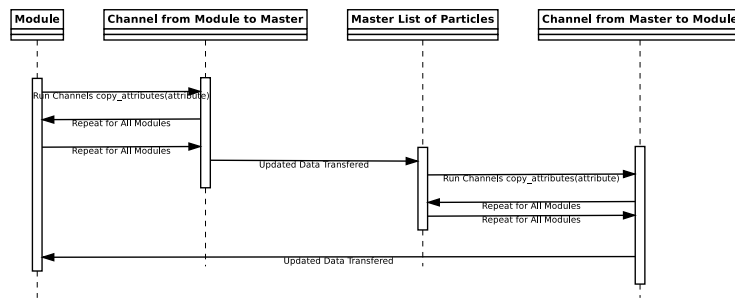 Module
Channel from Module to Master
Master List of Particles
Channel from Master to Module
Run Channels copy_attributes(attribute)
Repeat for All Modules
Repeat for All Modules
Updated Data Transfered
Run Channels copy_attributes(attribute)
Repeat for All Modules
Repeat for All Modules
Updated Data Transfered